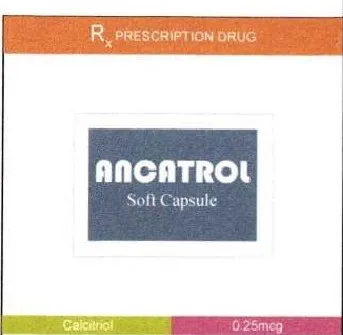 Rx PRESCRIPTION DRUG
ANCATROL
Soft Capsule
Calcitriol 0.25mcg